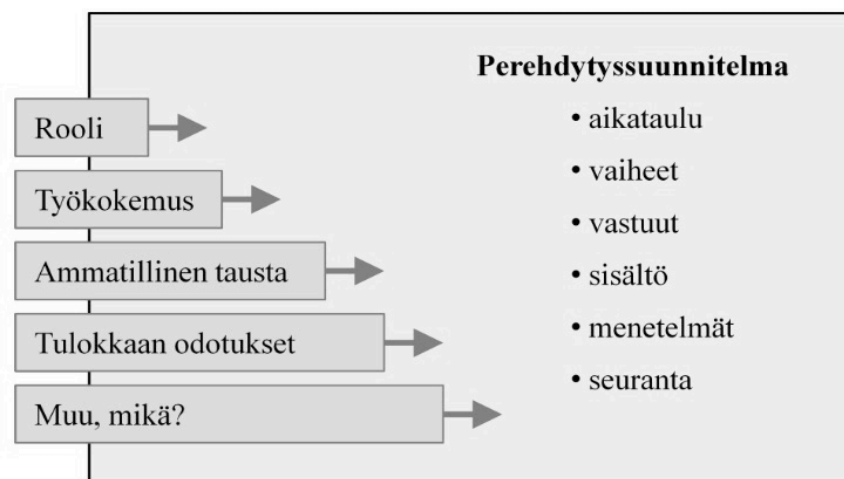 Perehdytyssuunnitelma
• aikataulu
• vaiheet
• vastuut
• sisältö
• menetelmät
• seuranta
Rooli
Työkokemus
Ammatillinen tausta
Tulokkaan odotukset
Muu, mikä?